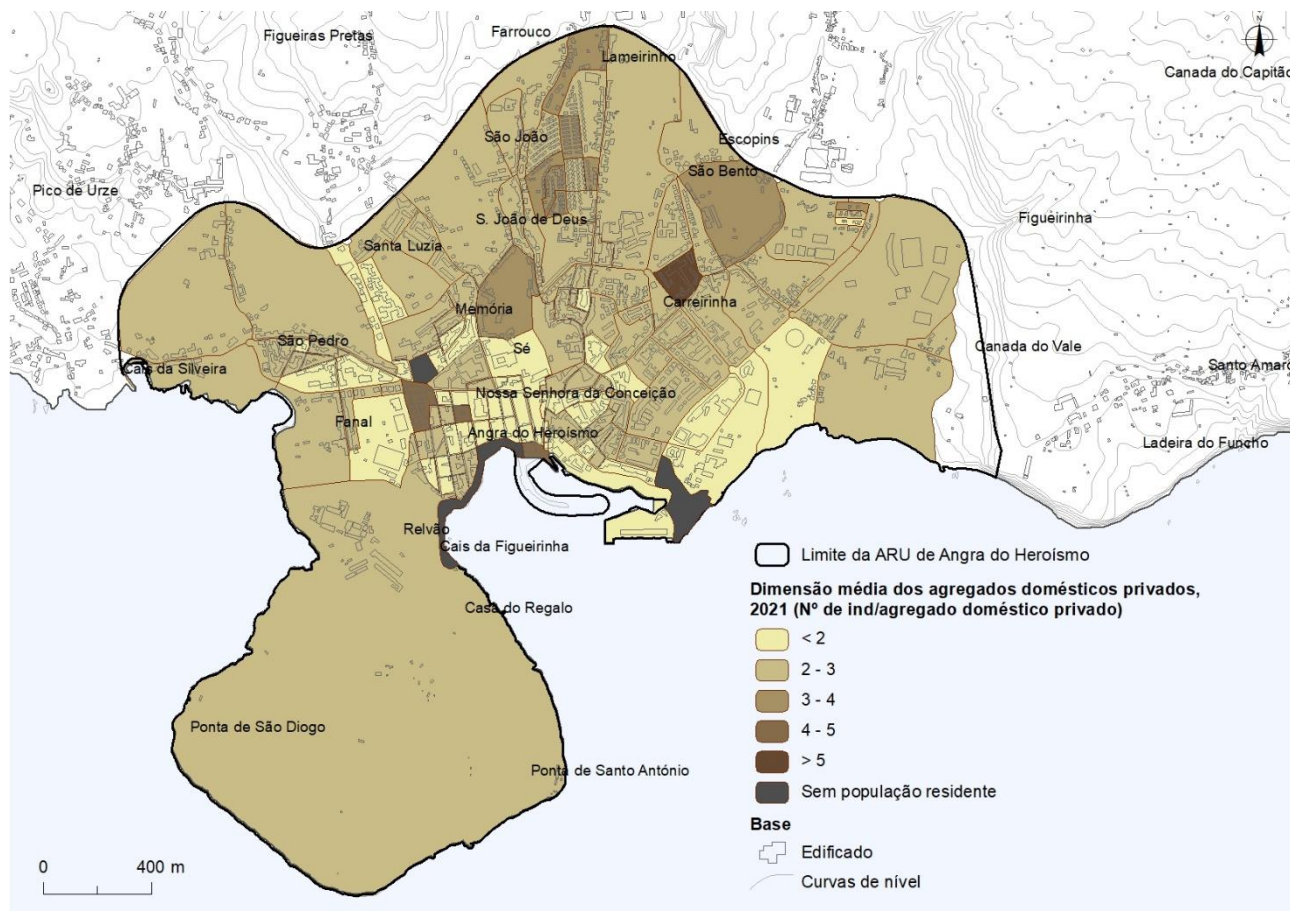 Figueiras Pretas
Farrouco
Lameirinho
N
Canada do Capitão
São João
Escopins
São Bento
Pico de Urze
Figueirinha
S. João de Deus
Santa Luzia
Memória
Carreirinha
São Pedro
Sé
Canada do Vale
Cais da Silveira
Santo Amaro
Nossa Senhora da Conceição
Fanal
Angra do Heroísmo
Ladeira do Funcho
Relvão
Cais da Figueirinha
Casa do Regalo
Ponta de São Diogo
Ponta de Santo António
0 400 m
Limite da ARU de Angra do Heroísmo
Dimensão média dos agregados domésticos privados,
2021 (Nº de ind/agregado doméstico privado)
< 2
2 - 3
3 - 4
4 - 5
> 5
Sem população residente
Base
Edificado
Curvas de nível